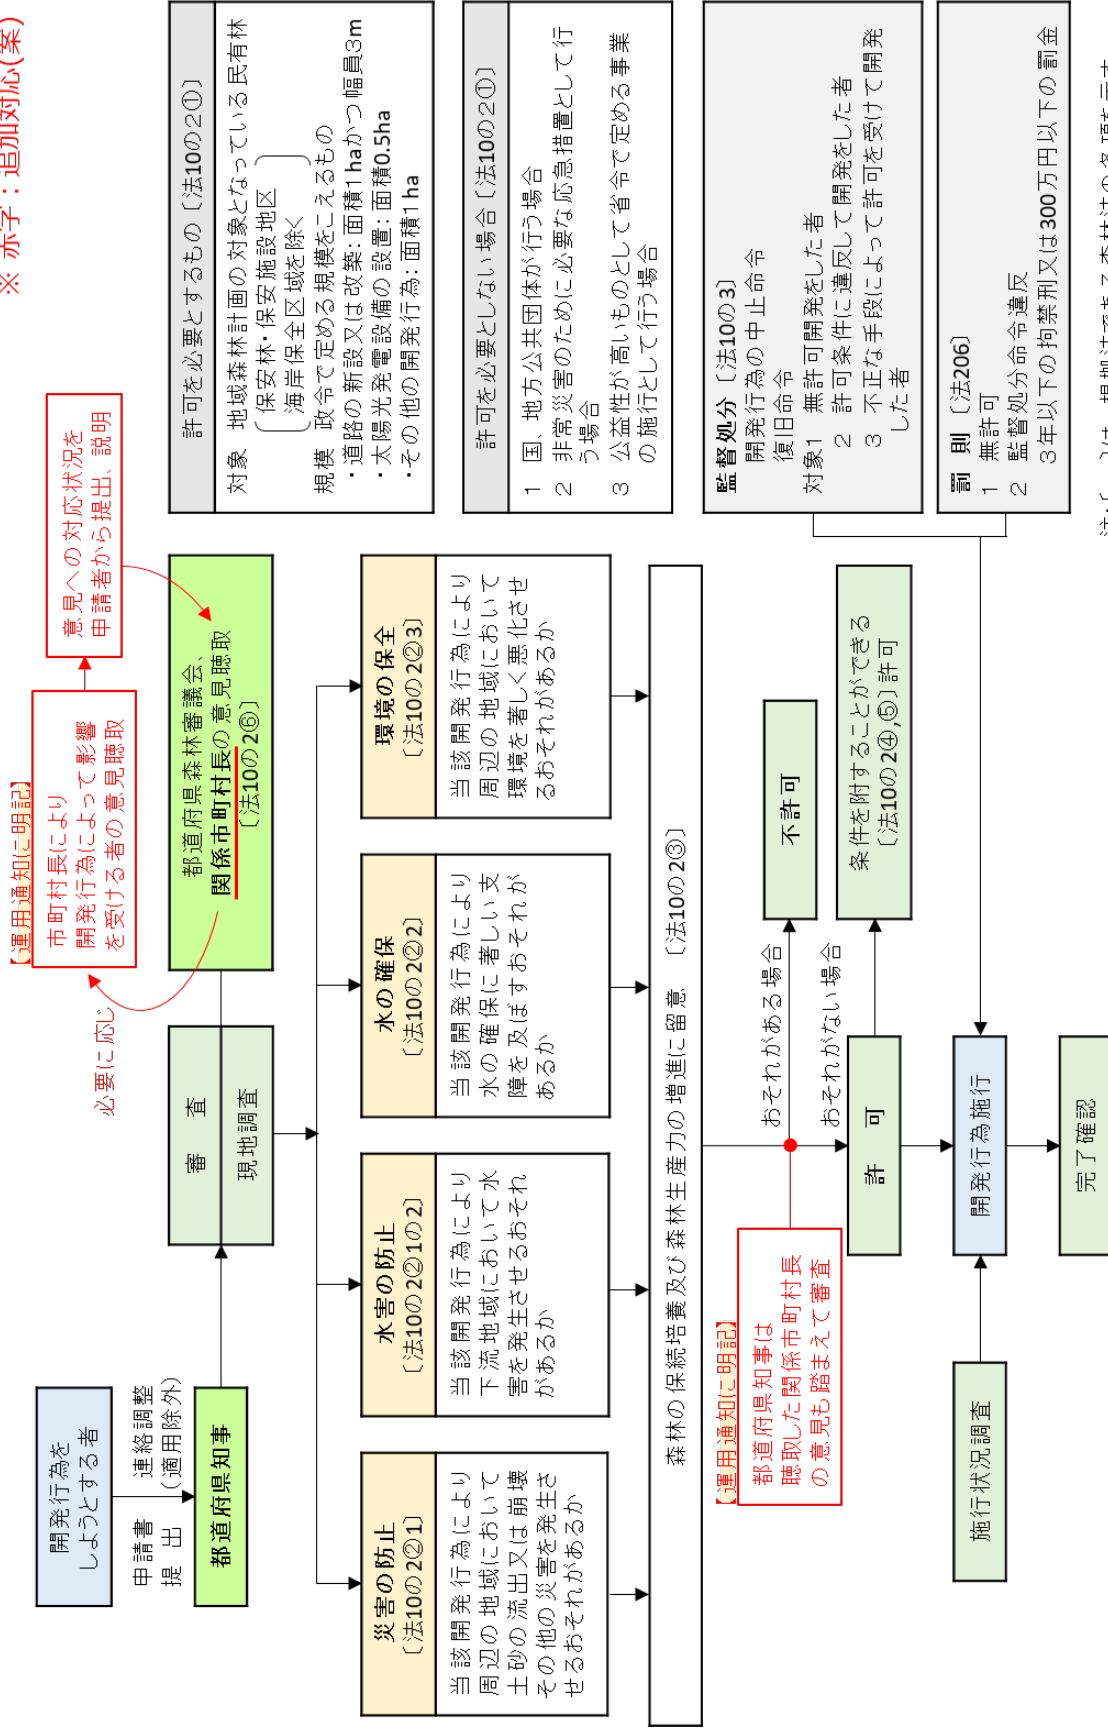 ※ 赤字：追加対応(案)
開発行為を
しようとする者
申請書
提　出
連絡調整
（適用除外）
都道府県知事
審　　査
現地調査
都道府県森林審議会、
関係市町村長の意見聴取
〔法10の2⑥〕
必要に応じ
【運用通知に明記】
市町村長により
開発行為によって影響
を受ける者の意見聴取
意見への対応状況を
申請者から提出、説明
災害の防止
〔法10の2②1〕
当該開発行為により
周辺の地域において
土砂の流出又は崩壊
その他の災害を発生さ
せるおそれがあるか
水害の防止
〔法10の2②1の2〕
当該開発行為により
下流地域において水
害を発生させるおそれ
があるか
水の確保
〔法10の2②2〕
当該開発行為により
水の確保に著しい支
障を及ぼすおそれが
あるか
環境の保全
〔法10の2②3〕
当該開発行為により
周辺の地域において
環境を著しく悪化させ
るおそれがあるか
森林の保続培養及び森林生産力の増進に留意　〔法10の2③〕
【運用通知に明記】
都道府県知事は
聴取した関係市町村長
の意見も踏まえて審査
おそれがある場合
不許可
おそれがない場合
許　可
条件を附することができる
〔法10の2④,⑤〕許可
施行状況調査
開発行為施行
完了確認
許可を必要とするもの〔法10の2①〕
対象　地域森林計画の対象となっている民有林
保安林・保安施設地区
海岸保全区域を除く
規模　政令で定める規模をこえるもの
・道路の新設又は改築：面積1haかつ幅員3m
・太陽光発電設備の設置：面積0.5ha
・その他の開発行為：面積1ha
許可を必要としない場合〔法10の2①〕
1　国、地方公共団体が行う場合
2　非常災害のために必要な応急措置として行
う場合
3　公益性が高いものとして省令で定める事業
の施行として行う場合
監督処分〔法10の3〕
開発行為の中止命令
復旧命令
対象1　無許可開発をした者
2　許可条件に違反して開発をした者
3　不正な手段によって許可を受けて開発
した者
罰　則〔法206〕
1　無許可
2　監督処分命令違反
3年以下の拘禁刑又は300万円以下の罰金